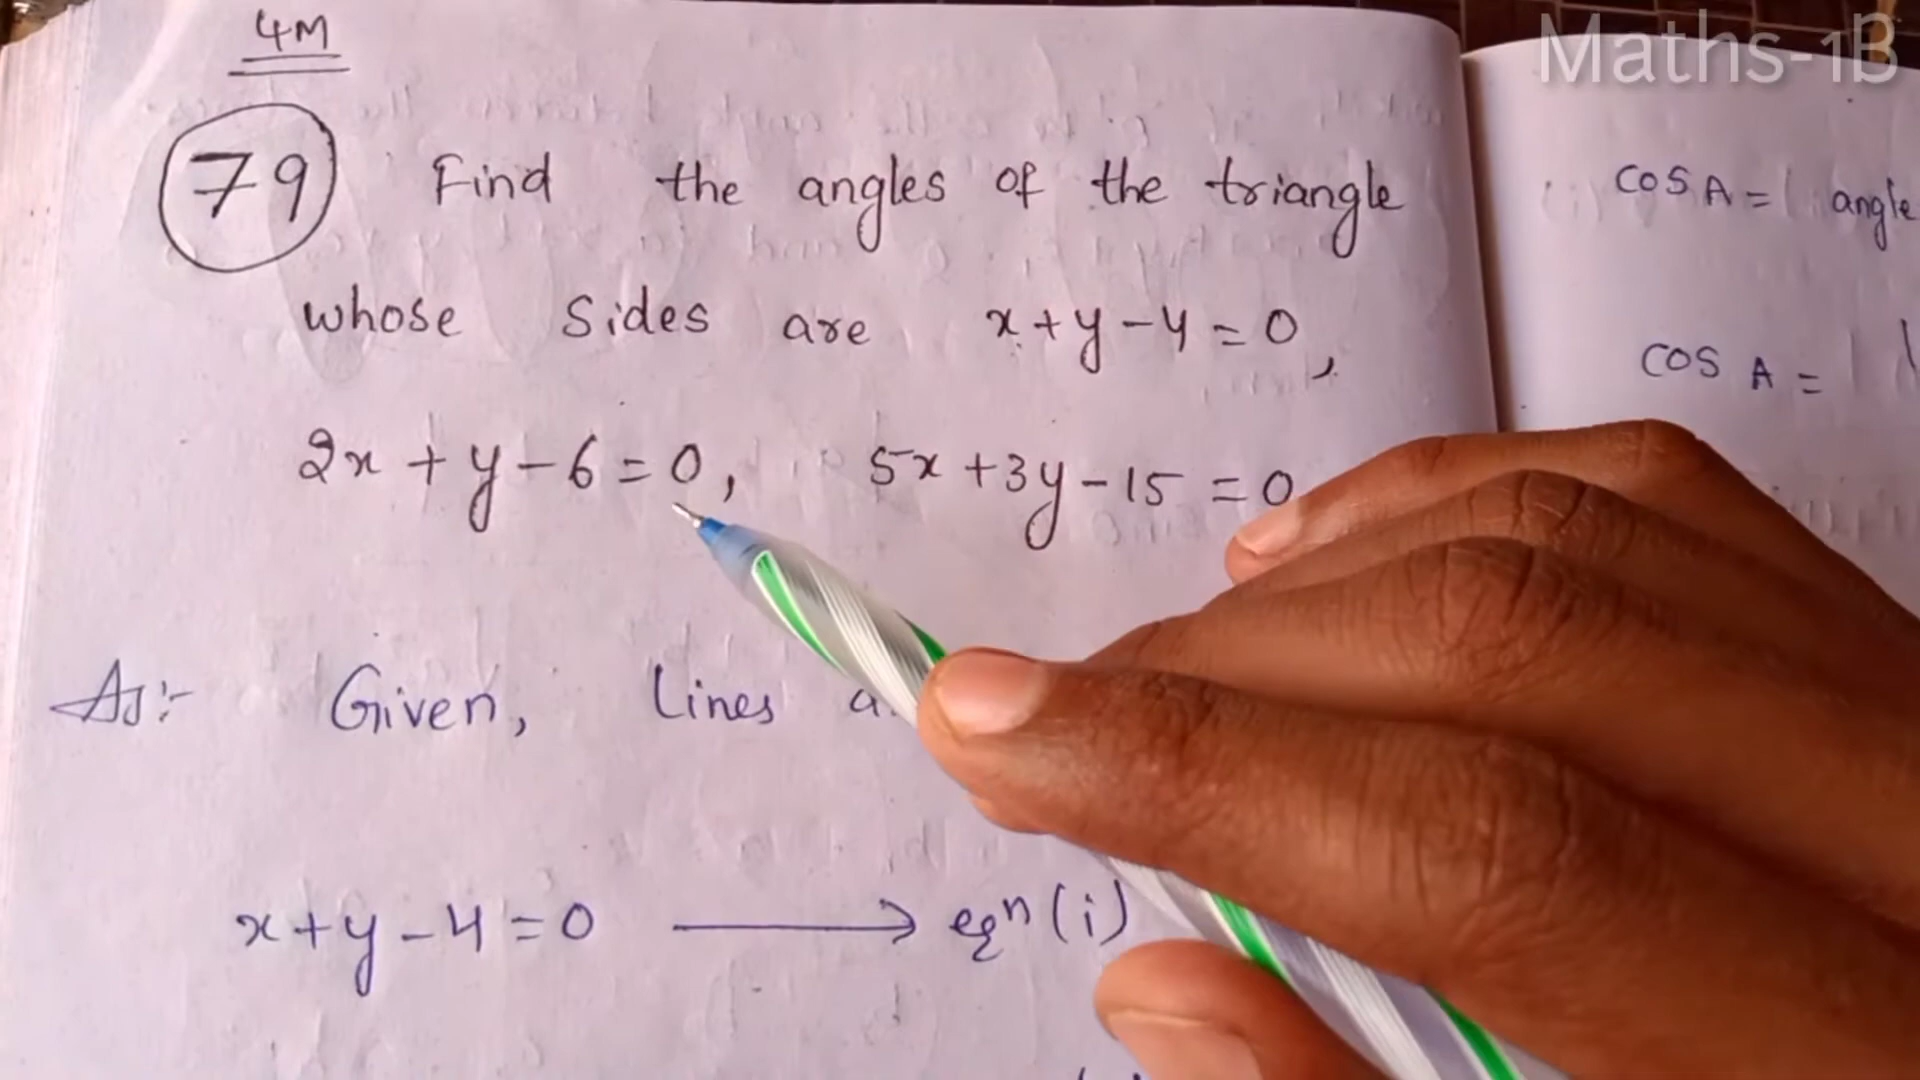 Maths-1B
4M
79 Find the angles of the triangle
whose sides are x+y-4=0,
2x+y-6=0, 5x+3y-15=0
As:- Given, lines
x+y-4=0 → eqn (i)
cos A = angle
cos A =